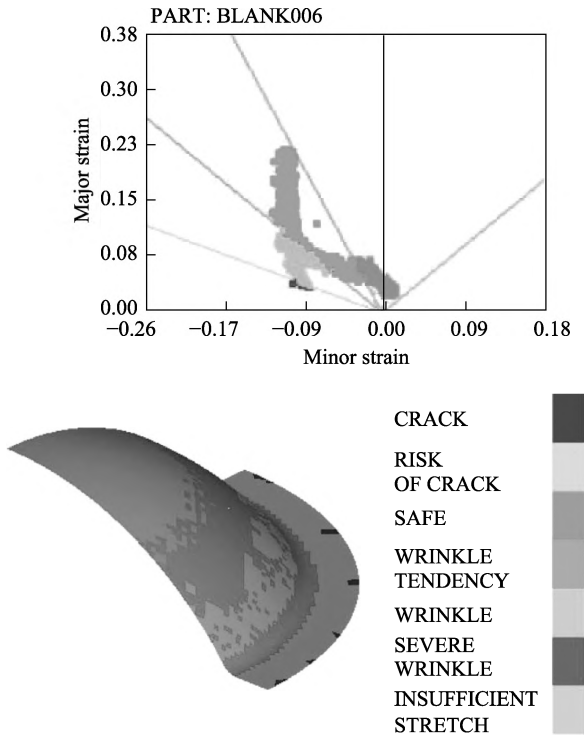 PART: BLANK006
0.38
0.30
0.23
0.15
0.08
0.00
Major strain
−0.26 −0.17 −0.09 0.00 0.09 0.18
Minor strain
CRACK
RISK
OF CRACK
SAFE
WRINKLE
TENDENCY
WRINKLE
SEVERE
WRINKLE
INSUFFICIENT
STRETCH